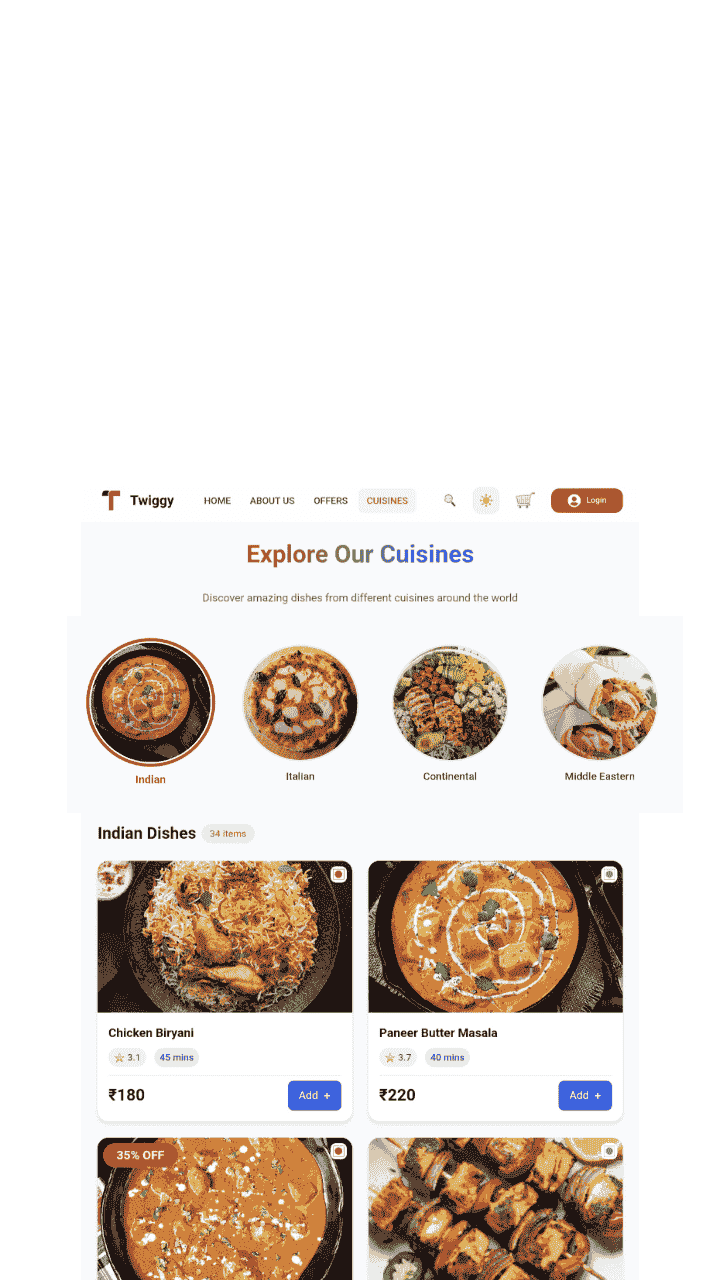 Twiggy HOME ABOUT US OFFERS CUISINES Login
Explore Our Cuisines
Discover amazing dishes from different cuisines around the world
Indian Italian Continental Middle Eastern
Indian Dishes 34 items
Chicken Biryani
3.1 45 mins
₹180 Add +
Paneer Butter Masala
3.7 40 mins
₹220 Add +
35% OFF